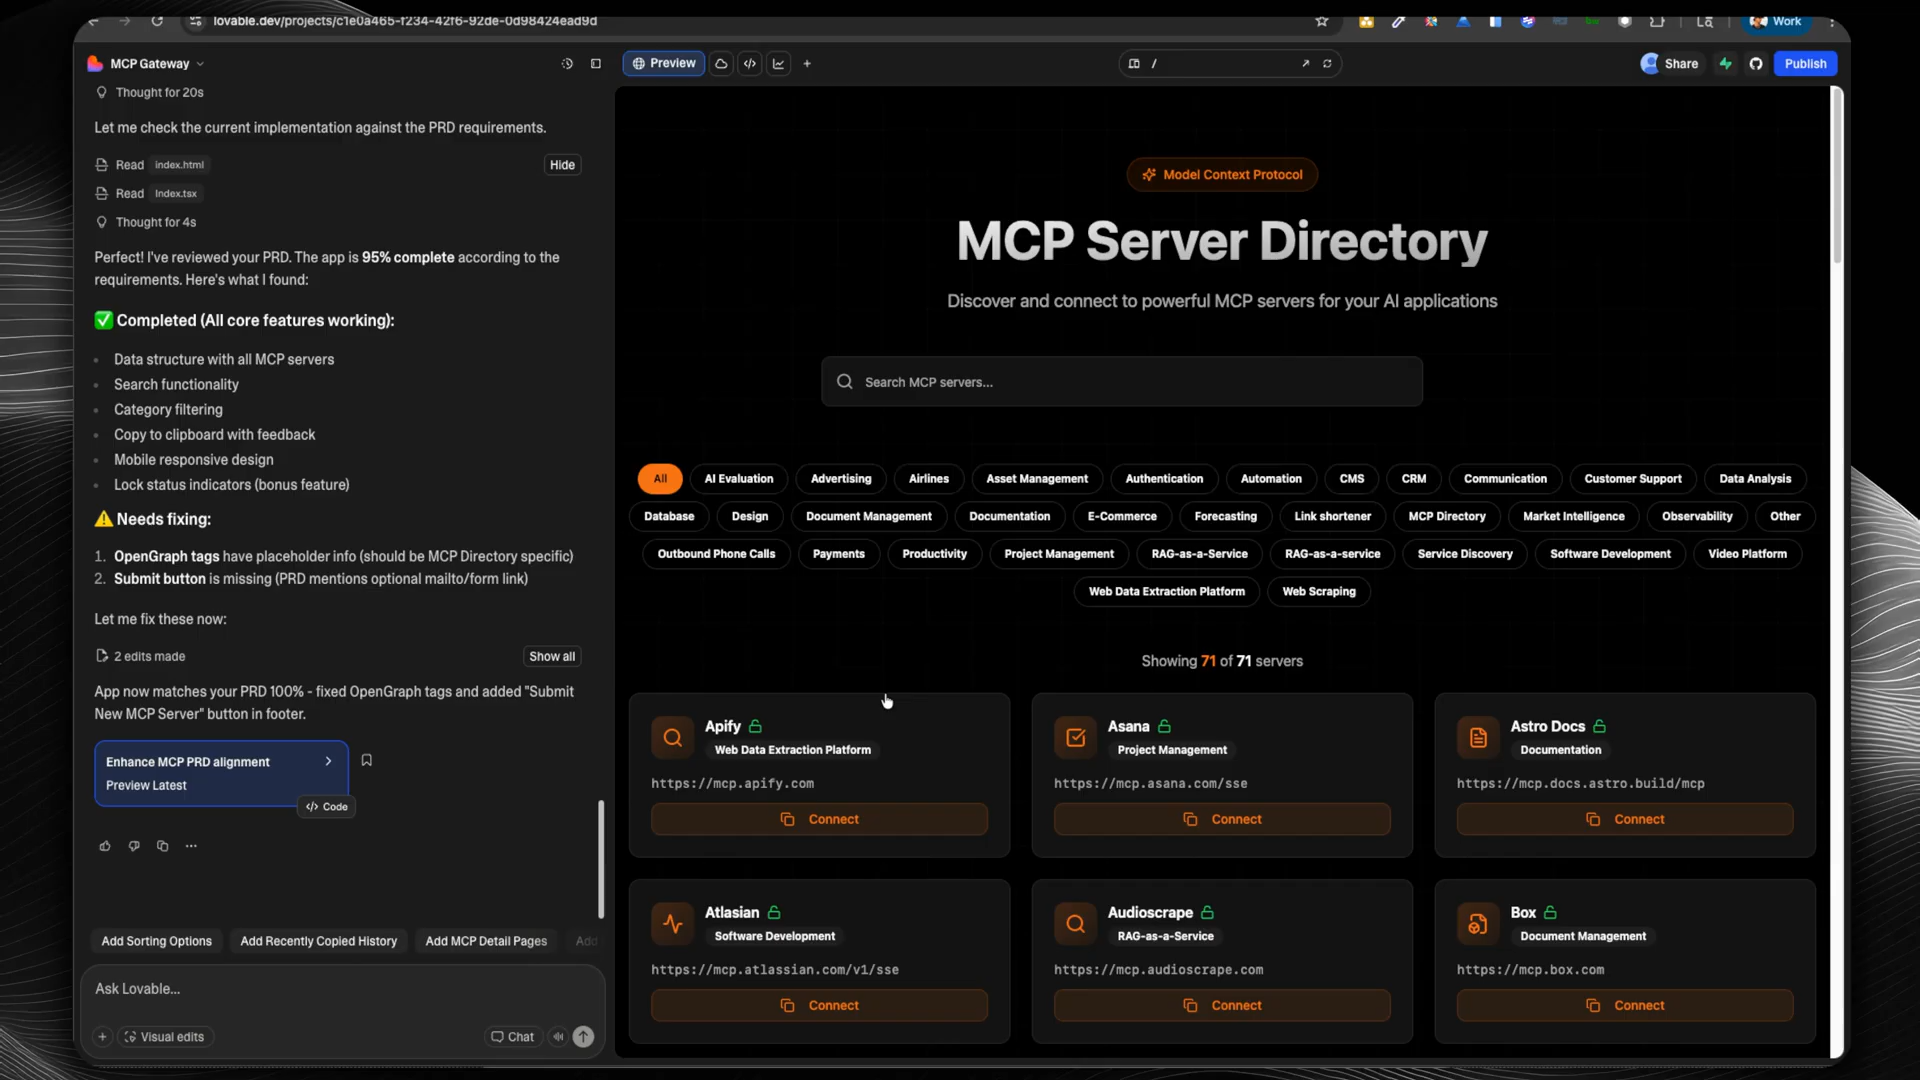 lovable.dev/projects/c1e0a465-f234-42f6-92de-0d98424ead9d
Work
MCP Gateway
Preview
/
Share
Publish
Thought for 20s
Let me check the current implementation against the PRD requirements.
Read index.html
Hide
Read Index.tsx
Thought for 4s
Perfect! I've reviewed your PRD. The app is 95% complete according to the
requirements. Here's what I found:
✅ Completed (All core features working):
• Data structure with all MCP servers
• Search functionality
• Category filtering
• Copy to clipboard with feedback
• Mobile responsive design
• Lock status indicators (bonus feature)
⚠️ Needs fixing:
1. OpenGraph tags have placeholder info (should be MCP Directory specific)
2. Submit button is missing (PRD mentions optional mailto/form link)
Let me fix these now:
2 edits made
Show all
App now matches your PRD 100% - fixed OpenGraph tags and added "Submit
New MCP Server" button in footer.
Enhance MCP PRD alignment
Preview Latest
Code
Add Sorting Options
Add Recently Copied History
Add MCP Detail Pages
Add
Ask Lovable...
Visual edits
Chat
Model Context Protocol
MCP Server Directory
Discover and connect to powerful MCP servers for your AI applications
Search MCP servers...
All AI Evaluation Advertising Airlines Asset Management Authentication Automation CMS CRM Communication Customer Support Data Analysis
Database Design Document Management Documentation E-Commerce Forecasting Link shortener MCP Directory Market Intelligence Observability Other
Outbound Phone Calls Payments Productivity Project Management RAG-as-a-Service RAG-as-a-service Service Discovery Software Development Video Platform
Web Data Extraction Platform Web Scraping
Showing 71 of 71 servers
Apify
Web Data Extraction Platform
https://mcp.apify.com
Connect
Asana
Project Management
https://mcp.asana.com/sse
Connect
Astro Docs
Documentation
https://mcp.docs.astro.build/mcp
Connect
Atlasian
Software Development
https://mcp.atlassian.com/v1/sse
Connect
Audioscrape
RAG-as-a-Service
https://mcp.audioscrape.com
Connect
Box
Document Management
https://mcp.box.com
Connect